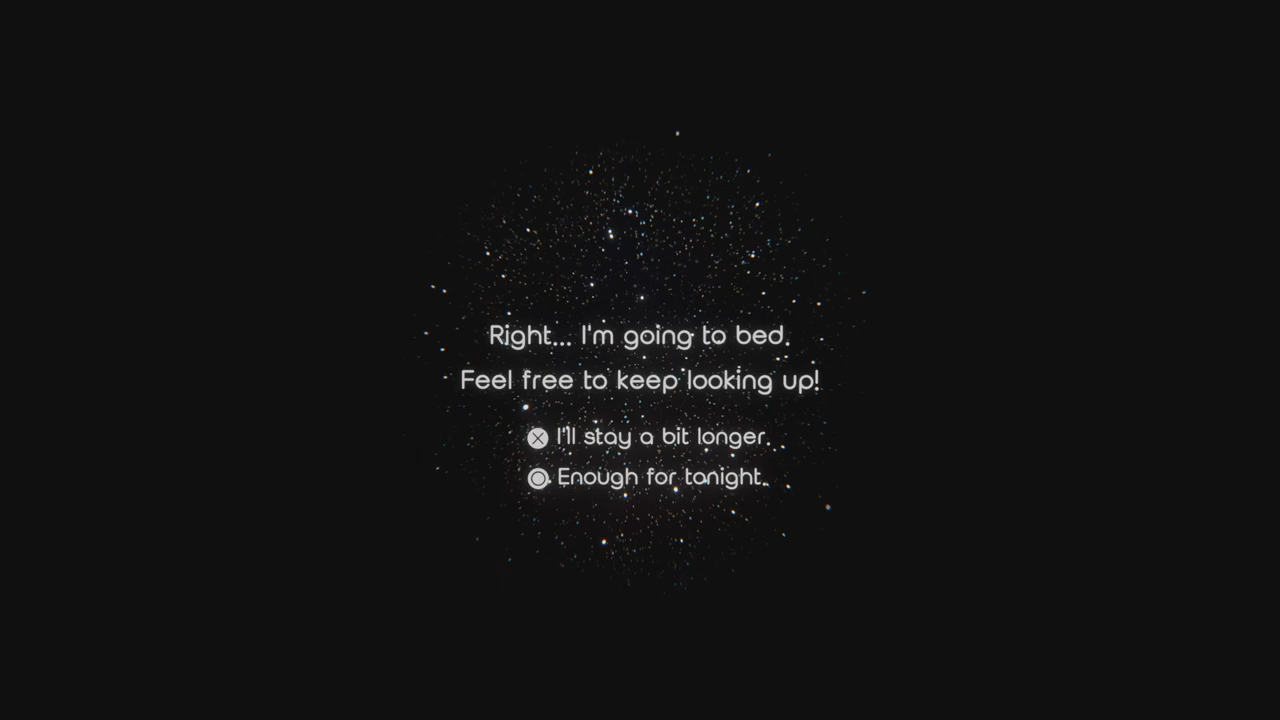 Right... I'm going to bed.
Feel free to keep looking up!
I'll stay a bit longer.
Enough for tonight.